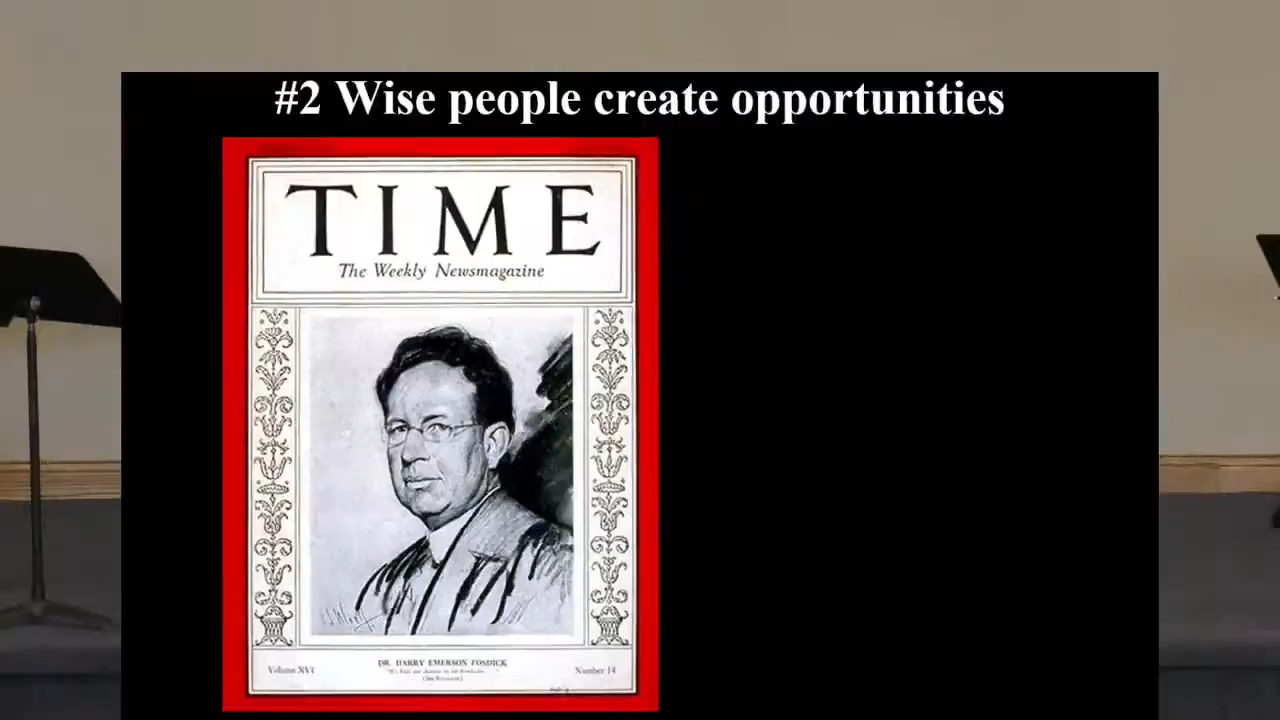 #2 Wise people create opportunities
TIME
The Weekly Newsmagazine
DR. HARRY EMERSON FOSDICK
Volume XVI
Number 14